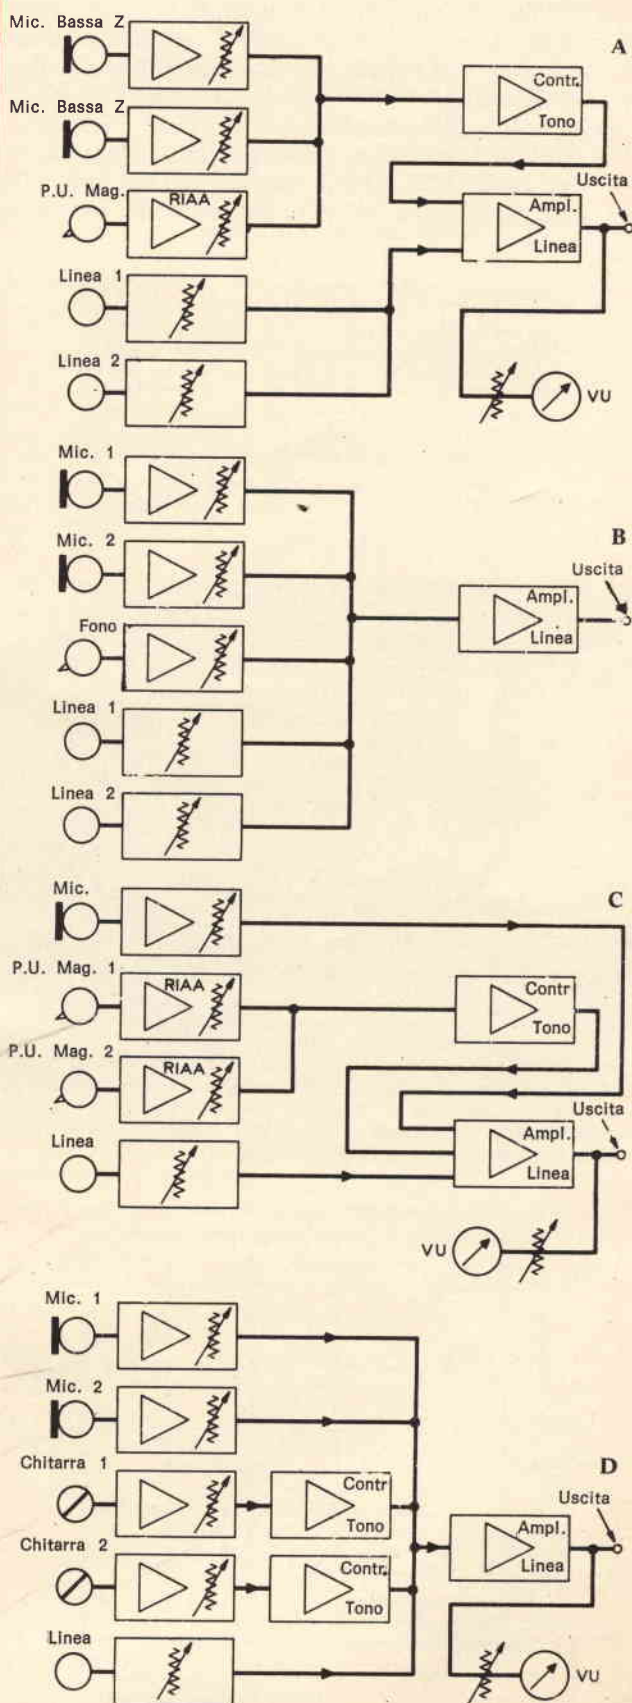 Mic. Bassa Z
A
Contr.
Tono
Mic. Bassa Z
P.U. Mag.
RIAA
Uscita
Ampl.
Linea
Linea 1
Linea 2
VU
Mic. 1
B
Mic. 2
Uscita
Ampl.
Linea
Fono
Linea 1
Linea 2
Mic.
C
P.U. Mag. 1
RIAA
Contr
Tono
P.U. Mag. 2
RIAA
Uscita
Ampl.
Linea
Linea
VU
Mic. 1
Mic. 2
Chitarra 1
Contr
Tono
D
Uscita
Ampl.
Linea
Chitarra 2
Contr.
Tono
Linea
VU